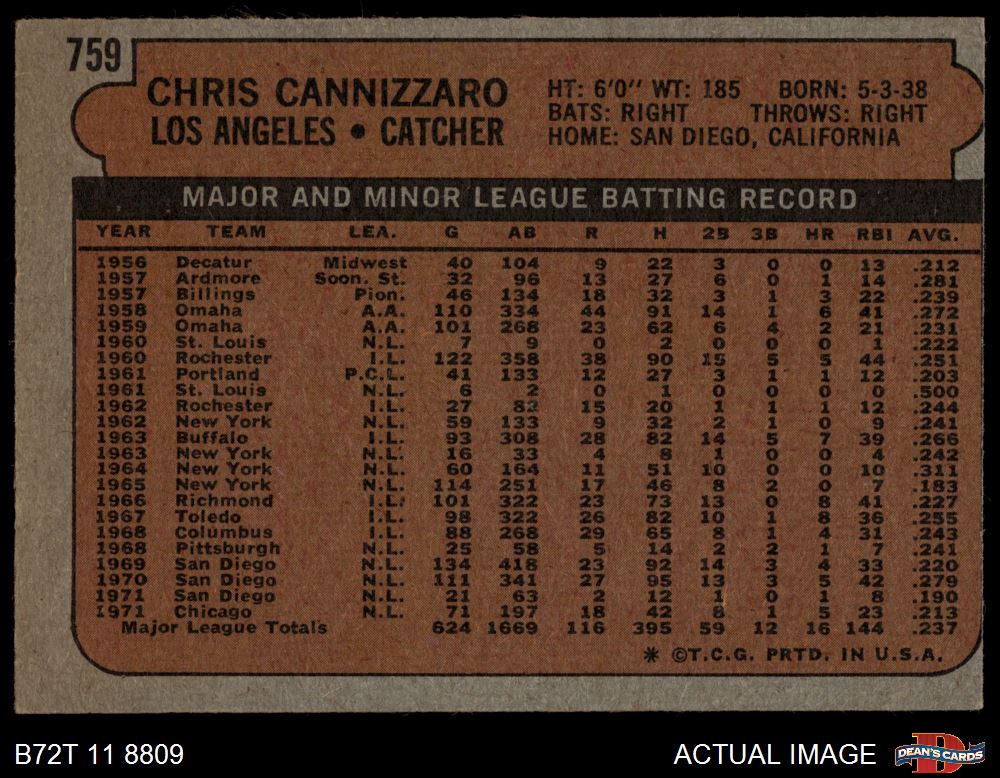 759
CHRIS CANNIZZARO
LOS ANGELES • CATCHER
HT: 6'0" WT: 185 BORN: 5-3-38
BATS: RIGHT THROWS: RIGHT
HOME: SAN DIEGO, CALIFORNIA
MAJOR AND MINOR LEAGUE BATTING RECORD
YEAR TEAM LEA. G AB R H 2B 3B HR RBI AVG.
1956 Decatur Midwest 40 104 9 22 3 0 0 13 .212
1957 Ardmore Soon. St. 32 96 13 27 6 0 1 14 .281
1957 Billings Pion. 46 134 18 32 3 1 3 22 .239
1958 Omaha A.A. 110 334 44 91 14 1 6 41 .272
1959 Omaha A.A. 101 268 23 62 6 4 2 21 .231
1960 St. Louis N.L. 7 9 0 2 0 0 0 1 .222
1960 Rochester I.L. 122 358 38 90 15 5 5 44 .251
1961 Portland P.C.L. 41 133 12 27 3 1 1 12 .203
1961 St. Louis N.L. 6 2 0 1 0 0 0 0 .500
1962 Rochester I.L. 27 82 15 20 1 1 1 12 .244
1962 New York N.L. 59 133 9 32 2 1 0 9 .241
1963 Buffalo I.L. 93 308 28 82 14 5 7 39 .266
1963 New York N.L. 16 33 4 8 1 0 0 4 .242
1964 New York N.L. 60 164 11 51 10 0 0 10 .311
1965 New York N.L. 114 251 17 46 8 2 0 7 .183
1966 Richmond I.L. 101 322 23 73 13 0 8 41 .227
1967 Toledo I.L. 98 322 26 82 10 1 8 36 .255
1968 Columbus I.L. 88 268 29 65 8 1 4 31 .243
1968 Pittsburgh N.L. 25 58 5 14 2 2 1 7 .241
1969 San Diego N.L. 134 418 23 92 14 3 4 33 .220
1970 San Diego N.L. 111 341 27 95 13 3 5 42 .279
1971 San Diego N.L. 21 63 2 12 1 0 1 8 .190
1971 Chicago N.L. 71 197 18 42 8 1 5 23 .213
Major League Totals 624 1669 116 395 59 12 16 144 .237
* ©T.C.G. PRTD. IN U.S.A.
B72T 11 8809
ACTUAL IMAGE
DEAN'S CARDS